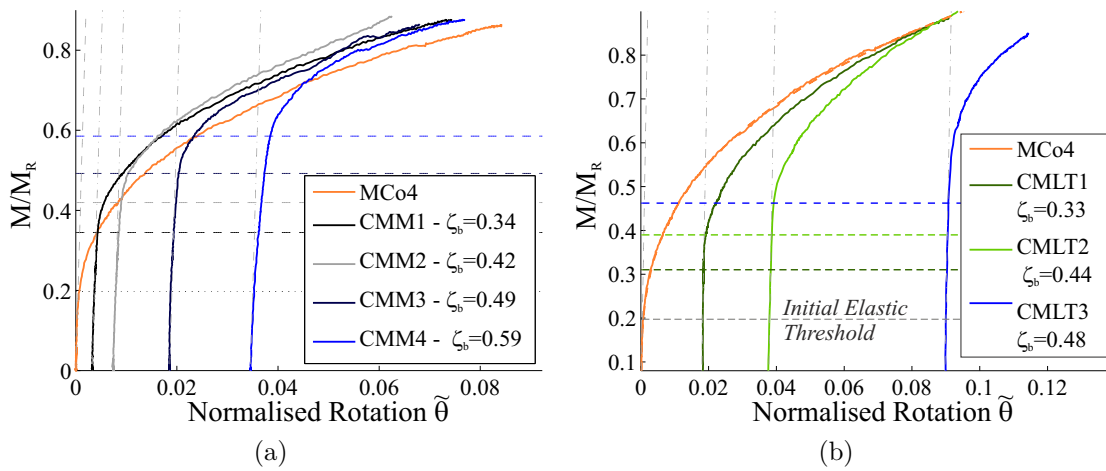 M/M_R
0.8
0.6
0.4
0.2
0
0 0.02 0.04 0.06 0.08
Normalised Rotation θ̃
MCo4
CMM1 - ζ_b=0.34
CMM2 - ζ_b=0.42
CMM3 - ζ_b=0.49
CMM4 - ζ_b=0.59
(a)
M/M_R
0.8
0.7
0.6
0.5
0.4
0.3
0.2
0.1
0 0.02 0.04 0.06 0.08 0.1 0.12
Normalised Rotation θ̃
Initial Elastic
Threshold
MCo4
CMLT1
ζ_b=0.33
CMLT2
ζ_b=0.44
CMLT3
ζ_b=0.48
(b)